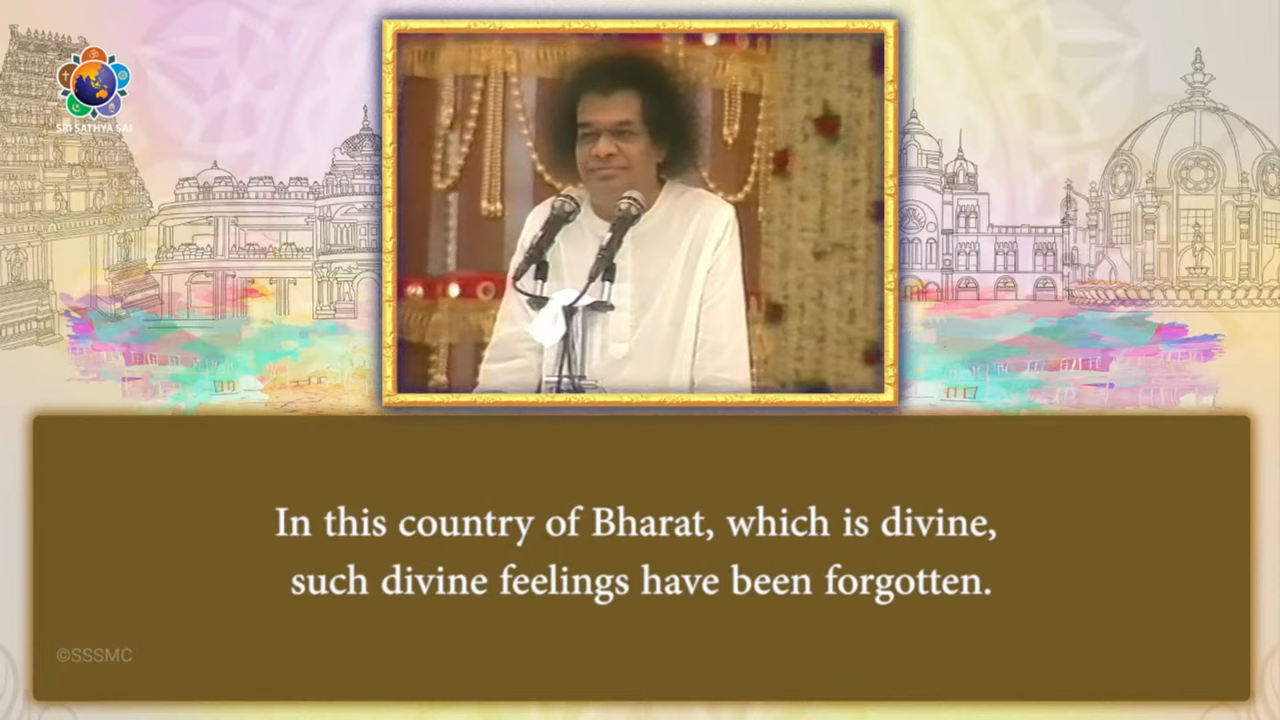 SRI SATHYA SAI
In this country of Bharat, which is divine,
such divine feelings have been forgotten.
©SSSMC